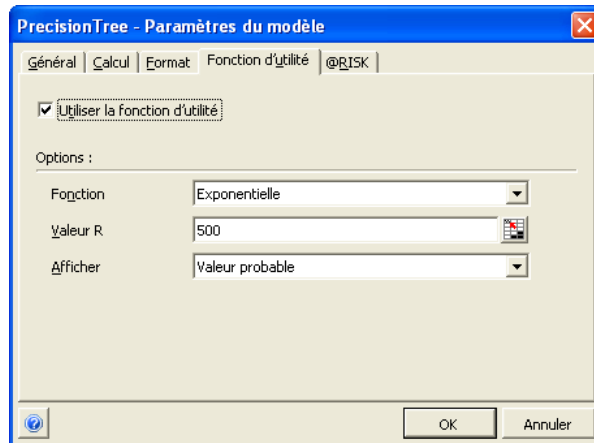 PrecisionTree - Paramètres du modèle
Général Calcul Format Fonction d'utilité @RISK
Utiliser la fonction d'utilité
Options :
Fonction Exponentielle
Valeur R 500
Afficher Valeur probable
OK Annuler